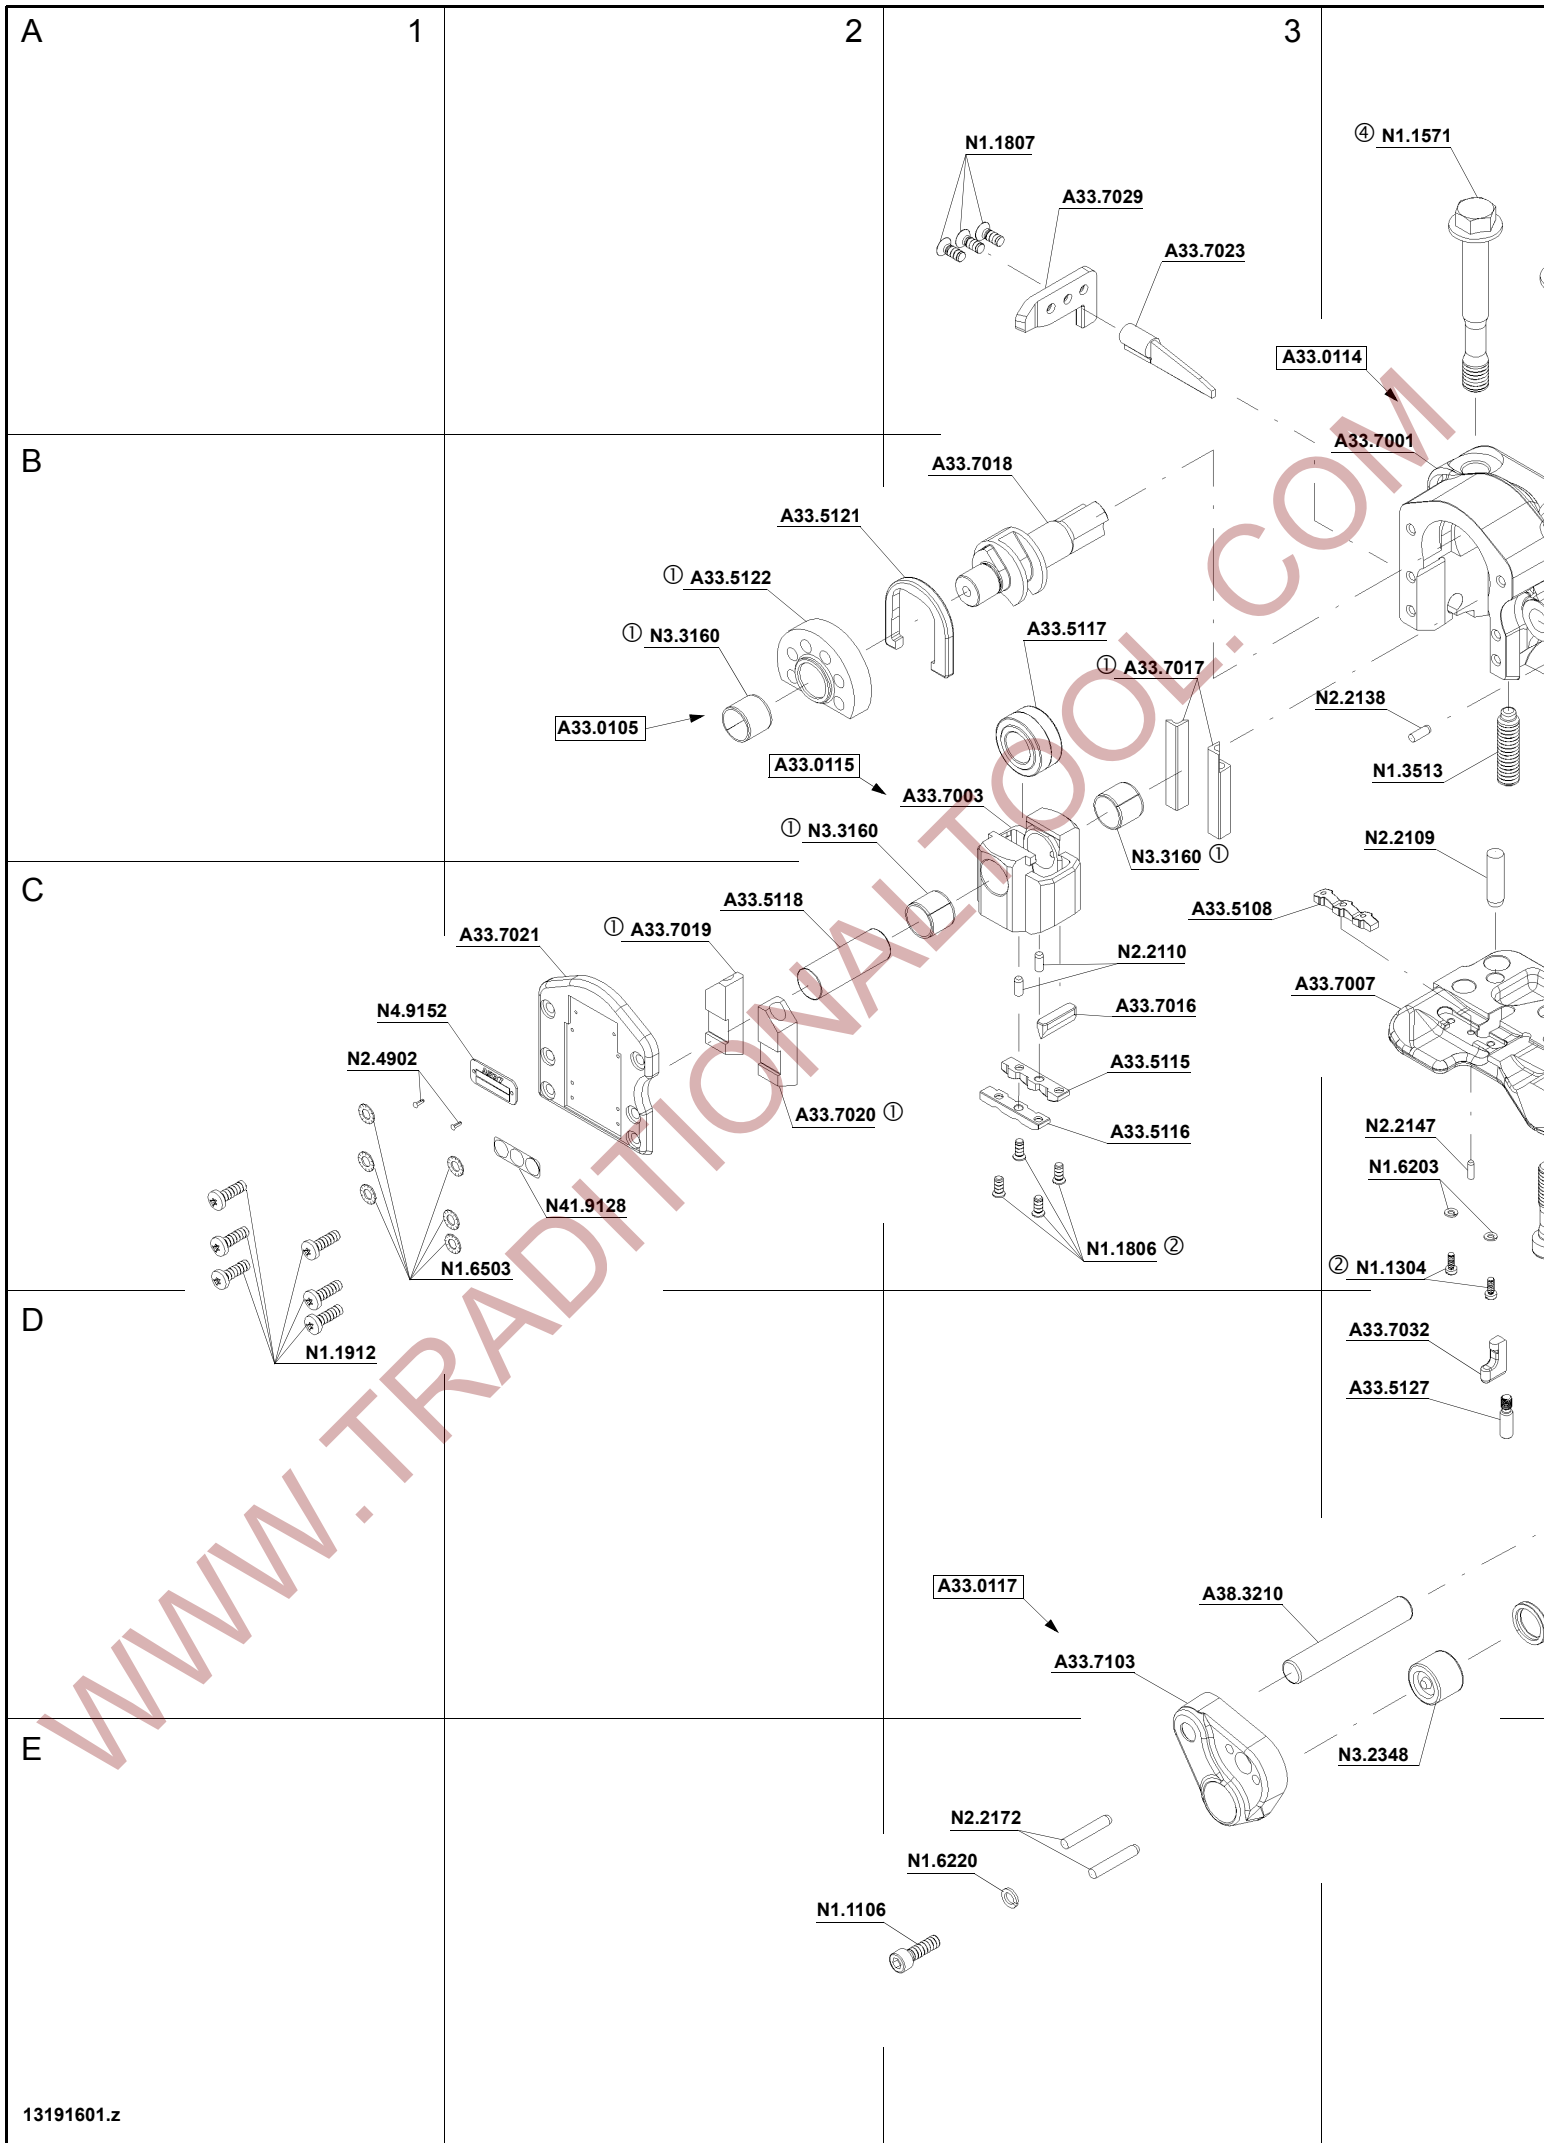 A 1 2 3
④ N1.1571
N1.1807
A33.7029
A33.7023
A33.0114
B
A33.7001
A33.7018
A33.5121
① A33.5122
① N3.3160
A33.5117
① A33.7017
N2.2138
A33.0105
A33.0115
N1.3513
A33.7003
① N3.3160
N3.3160 ①
N2.2109
C
A33.5118
A33.5108
① A33.7019
A33.7021
N2.2110
A33.7007
N4.9152
A33.7016
N2.4902
A33.5115
A33.7020 ①
A33.5116
N2.2147
N1.6203
N41.9128
N1.1806 ②
N1.6503
② N1.1304
D
A33.7032
N1.1912
A33.5127
A33.0117
A38.3210
A33.7103
E
N3.2348
N2.2172
N1.6220
N1.1106
13191601.z
WWW.TRADITIONALTOOL.COM